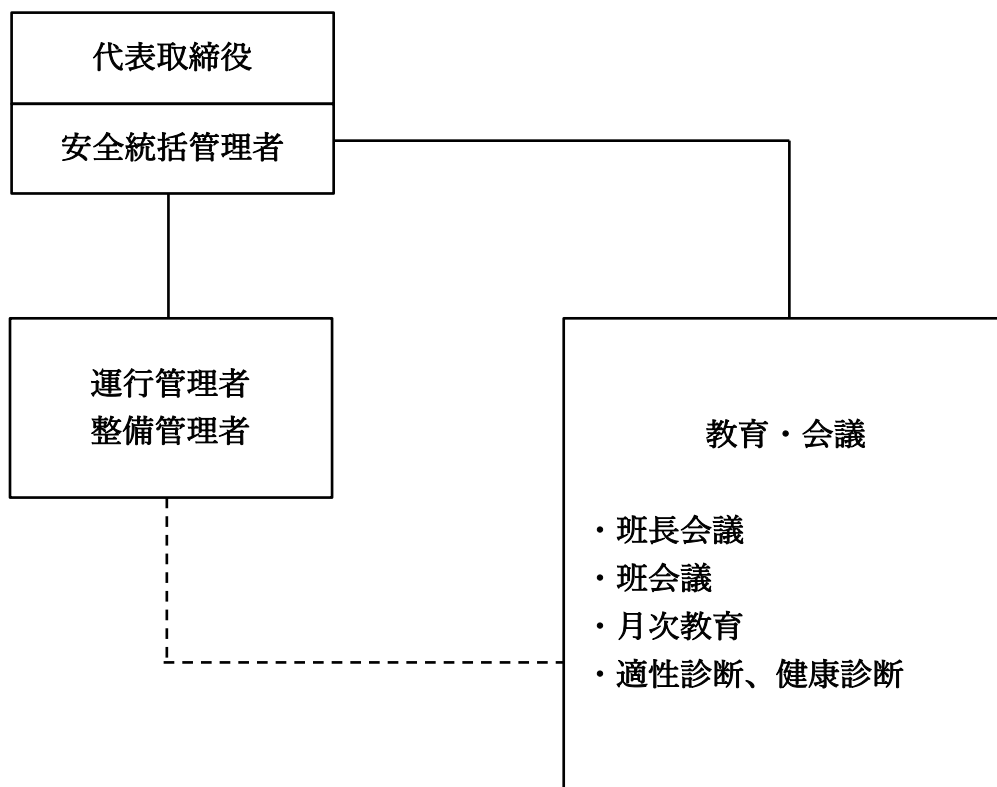 代表取締役
安全統括管理者
運行管理者
整備管理者
教育・会議
・班長会議
・班会議
・月次教育
・適性診断、健康診断